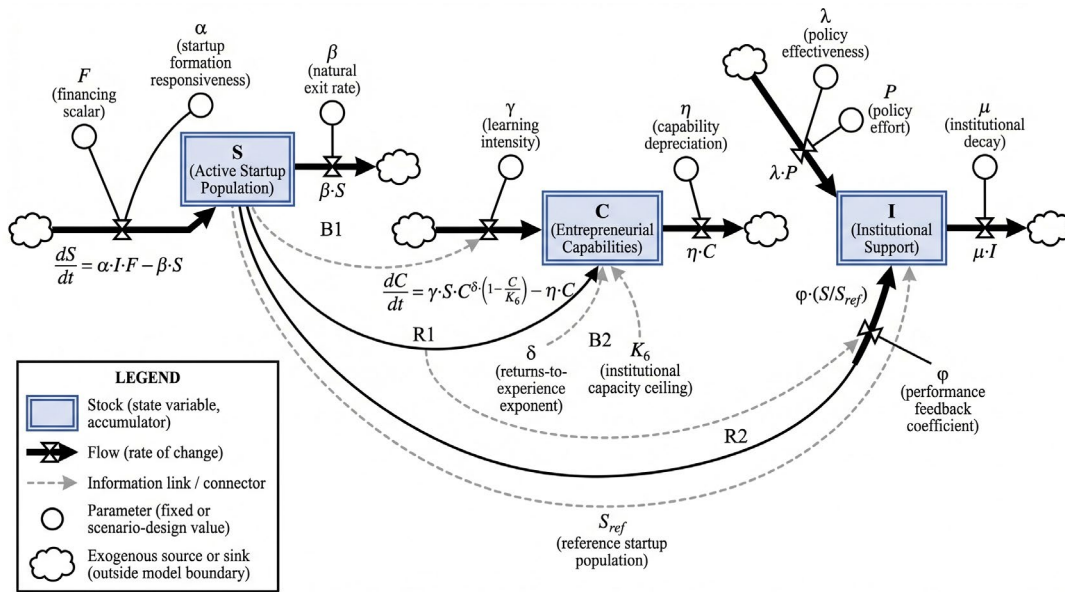 α
(startup
formation
responsiveness)
F
(financing
scalar)
β
(natural
exit rate)
S
(Active Startup
Population)
β·S
dS/dt = α·I·F − β·S
B1
γ
(learning
intensity)
η
(capability
depreciation)
C
(Entrepreneurial
Capabilities)
η·C
dC/dt = γ·S·C^δ·(1−C/K₆) − η·C
λ
(policy
effectiveness)
P
(policy
effort)
λ·P
μ
(institutional
decay)
I
(Institutional
Support)
μ·I
φ·(S/S_ref)
R1
δ
(returns-to-
experience
exponent)
B2
K₆
(institutional
capacity ceiling)
φ
(performance
feedback
coefficient)
R2
S_ref
(reference startup
population)
LEGEND
Stock (state variable,
accumulator)
Flow (rate of change)
Information link / connector
Parameter (fixed or
scenario-design value)
Exogenous source or sink
(outside model boundary)